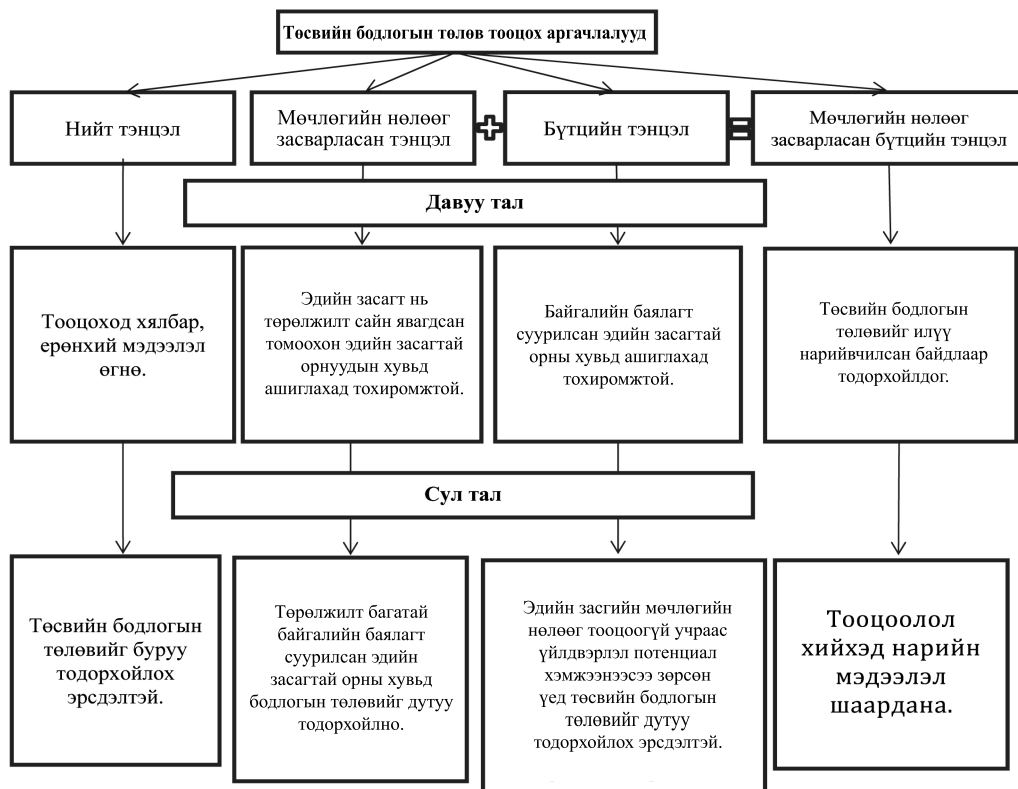 Төсвийн бодлогын төлөв тооцох аргачлалууд
Нийт тэнцэл
Мөчлөгийн нөлөөг
засварласан тэнцэл
Бүтцийн тэнцэл
Мөчлөгийн нөлөөг
засварласан бүтцийн тэнцэл
Давуу тал
Тооцоход хялбар,
ерөнхий мэдээлэл
өгнө.
Эдийн засагт нь
төрөлжилт сайн явагдсан
томоохон эдийн засагтай
орнуудын хувьд
ашиглахад тохиромжтой.
Байгалийн баялагт
суурилсан эдийн засагтай
орны хувьд ашиглахад
тохиромжтой.
Төсвийн бодлогын
төлөвийг илүү
нарийвчилсан байдлаар
тодорхойлдог.
Сул тал
Төсвийн бодлогын
төлөвийг буруу
тодорхойлох
эрсдэлтэй.
Төрөлжилт багатай
байгалийн баялагт
суурилсан эдийн
засагтай орны хувьд
бодлогын төлөвийг дутуу
тодорхойлно.
Эдийн засгийн мөчлөгийн
нөлөөг тооцоогүй учраас
үйлдвэрлэл потенциал
хэмжээнээсээ зөрсөн
үед төсвийн бодлогын
төлөвийг дутуу
тодорхойлох эрсдэлтэй.
Тооцоолол
хийхэд нарийн
мэдээлэл
шаардана.